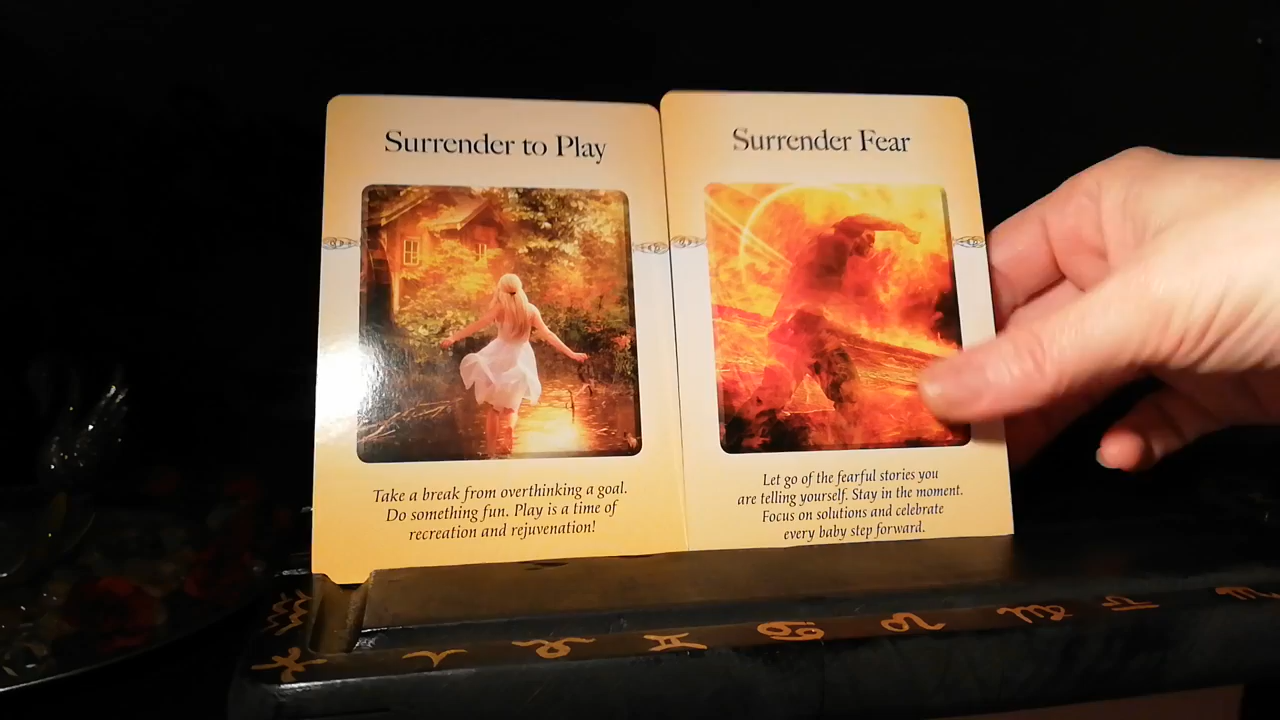 Surrender to Play
Take a break from overthinking a goal.
Do something fun. Play is a time of
recreation and rejuvenation!
Surrender Fear
Let go of the fearful stories you
are telling yourself. Stay in the moment.
Focus on solutions and celebrate
every baby step forward.
♒
♓ ♈ ♉ ♊ ♋ ♌ ♍ ♎ ♏